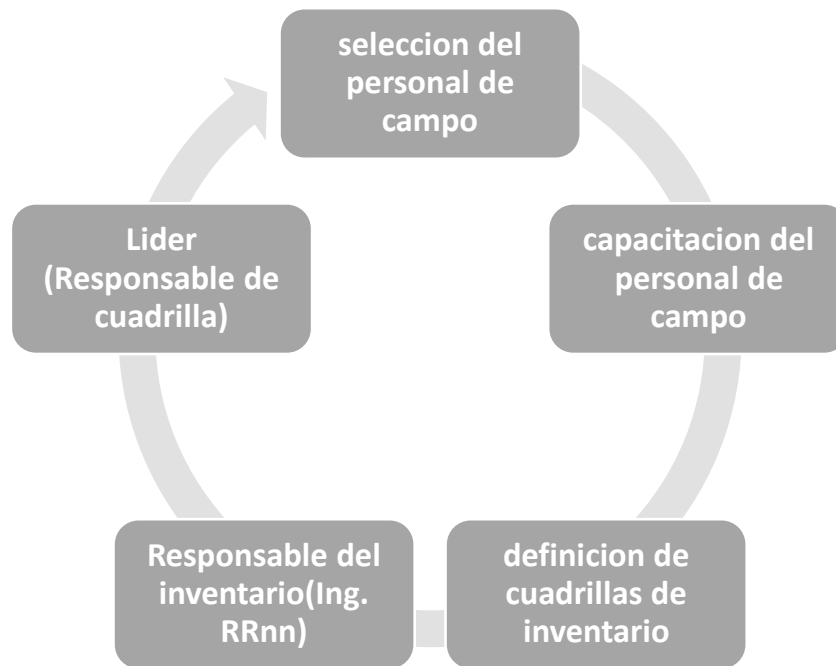 seleccion del
personal de
campo
capacitacion del
personal de
campo
definicion de
cuadrillas de
inventario
Responsable del
inventario(Ing.
RRnn)
Lider
(Responsable de
cuadrilla)